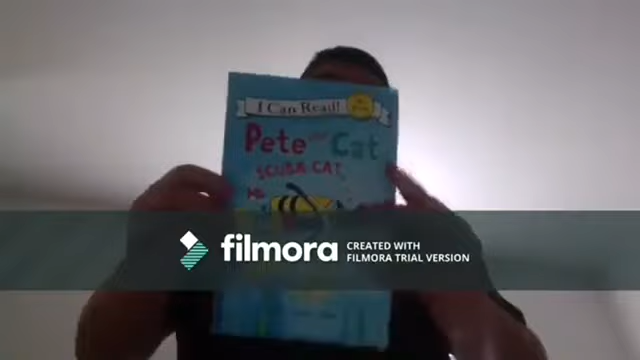 I Can Read!
Pete the Cat
SCUBA CAT
filmora
CREATED WITH
FILMORA TRIAL VERSION